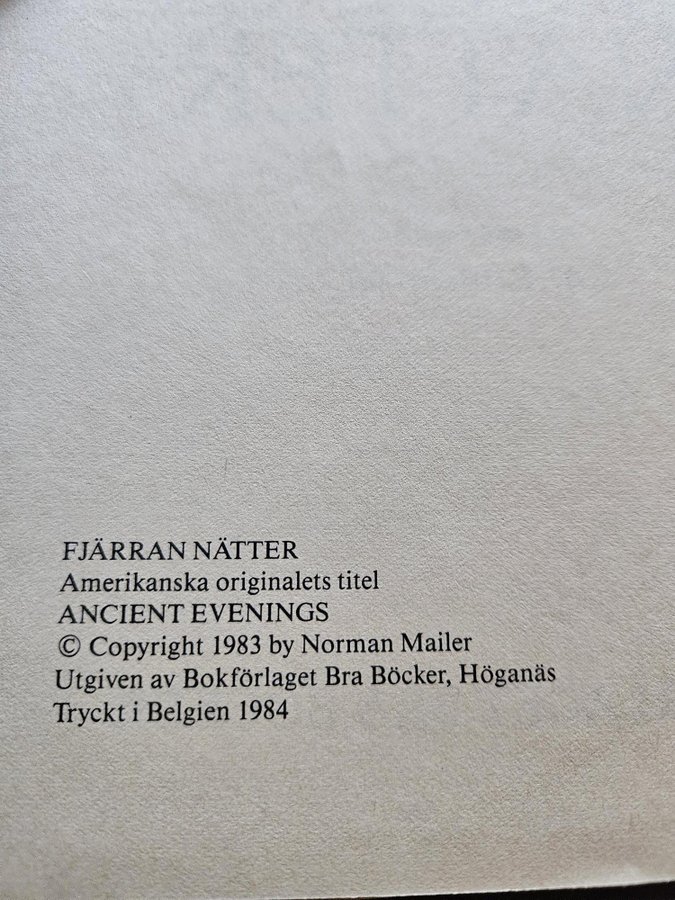 FJÄRRAN NÄTTER
Amerikanska originalets titel
ANCIENT EVENINGS
© Copyright 1983 by Norman Mailer
Utgiven av Bokförlaget Bra Böcker, Höganäs
Tryckt i Belgien 1984